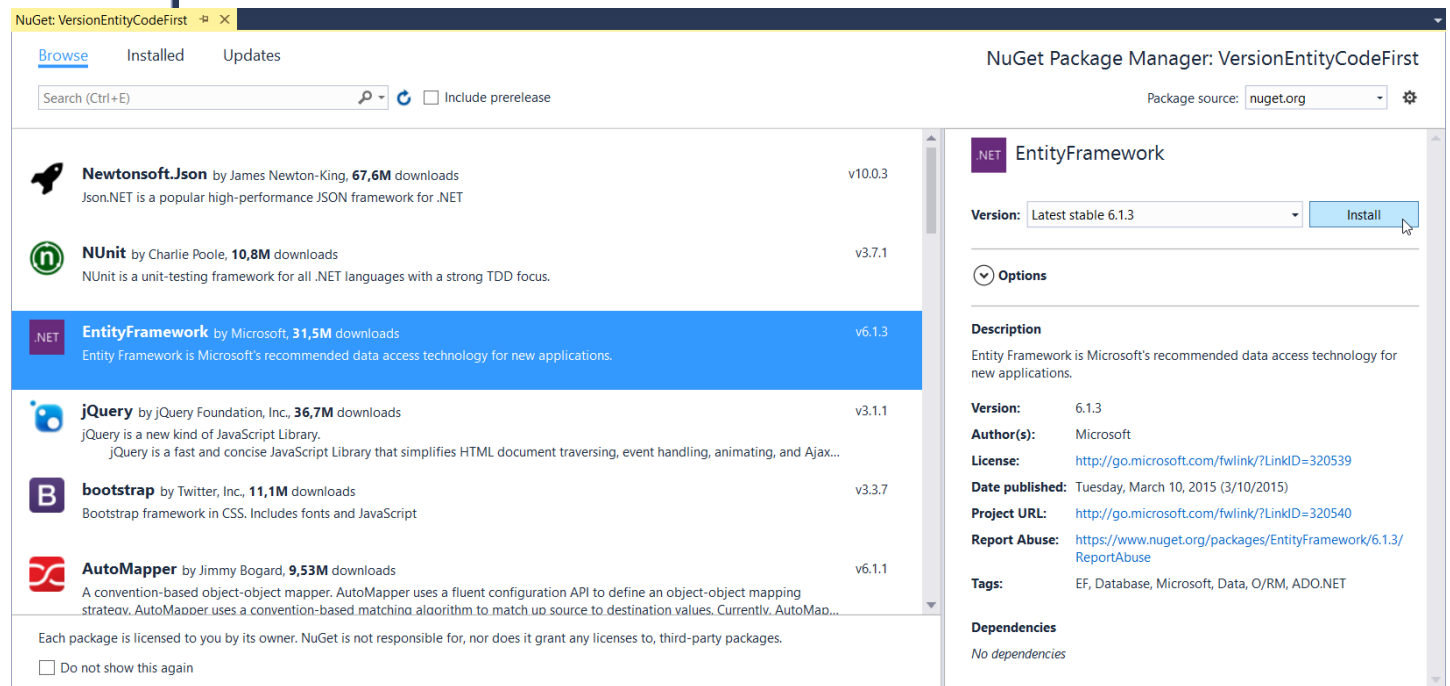 NuGet: VersionEntityCodeFirst
Browse Installed Updates
NuGet Package Manager: VersionEntityCodeFirst
Search (Ctrl+E)
Include prerelease
Package source: nuget.org
Newtonsoft.Json by James Newton-King, 67,6M downloads
v10.0.3
Json.NET is a popular high-performance JSON framework for .NET
n
NUnit by Charlie Poole, 10,8M downloads
v3.7.1
NUnit is a unit-testing framework for all .NET languages with a strong TDD focus.
.NET
EntityFramework by Microsoft, 31,5M downloads
v6.1.3
Entity Framework is Microsoft's recommended data access technology for new applications.
jQuery by jQuery Foundation, Inc., 36,7M downloads
v3.1.1
jQuery is a new kind of JavaScript Library.
jQuery is a fast and concise JavaScript Library that simplifies HTML document traversing, event handling, animating, and Ajax...
B
bootstrap by Twitter, Inc., 11,1M downloads
v3.3.7
Bootstrap framework in CSS. Includes fonts and JavaScript
AutoMapper by Jimmy Bogard, 9,53M downloads
v6.1.1
A convention-based object-object mapper. AutoMapper uses a fluent configuration API to define an object-object mapping
strategy. AutoMapper uses a convention-based matching algorithm to match up source to destination values. Currently, AutoMap...
Each package is licensed to you by its owner. NuGet is not responsible for, nor does it grant any licenses to, third-party packages.
Do not show this again
.NET
EntityFramework
Version: Latest stable 6.1.3
Install
Options
Description
Entity Framework is Microsoft's recommended data access technology for
new applications.
Version: 6.1.3
Author(s): Microsoft
License: http://go.microsoft.com/fwlink/?LinkID=320539
Date published: Tuesday, March 10, 2015 (3/10/2015)
Project URL: http://go.microsoft.com/fwlink/?LinkID=320540
Report Abuse: https://www.nuget.org/packages/EntityFramework/6.1.3/
ReportAbuse
Tags: EF, Database, Microsoft, Data, O/RM, ADO.NET
Dependencies
No dependencies